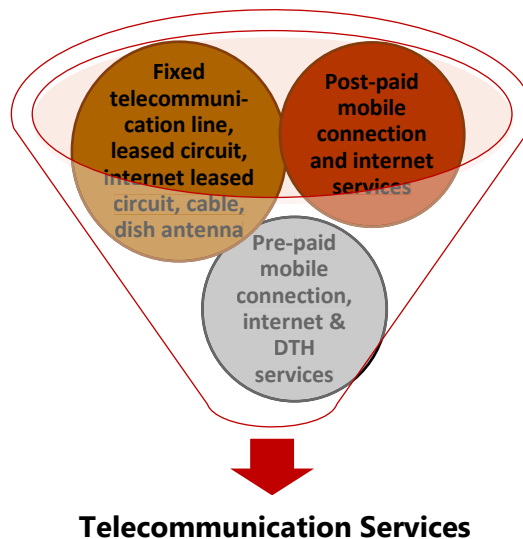 Fixed
telecommuni-
cation line,
leased circuit,
internet leased
circuit, cable,
dish antenna
Post-paid
mobile
connection
and internet
services
Pre-paid
mobile
connection,
internet &
DTH
services
Telecommunication Services